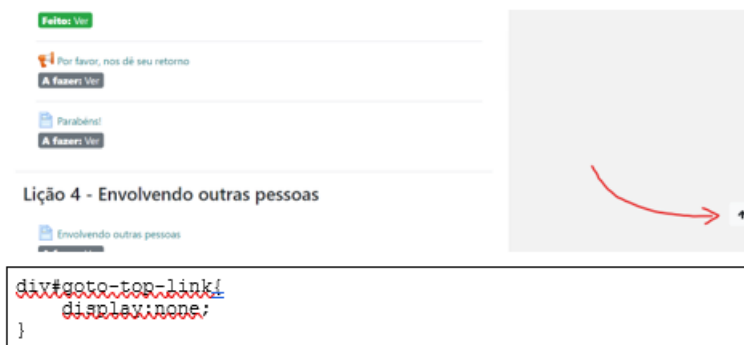 Feito: Ver
Por favor, nos dê seu retorno
A fazer: Ver
Parabéns!
A fazer: Ver
Lição 4 - Envolvendo outras pessoas
Envolvendo outras pessoas
div#goto-top-link{
display:none;
}